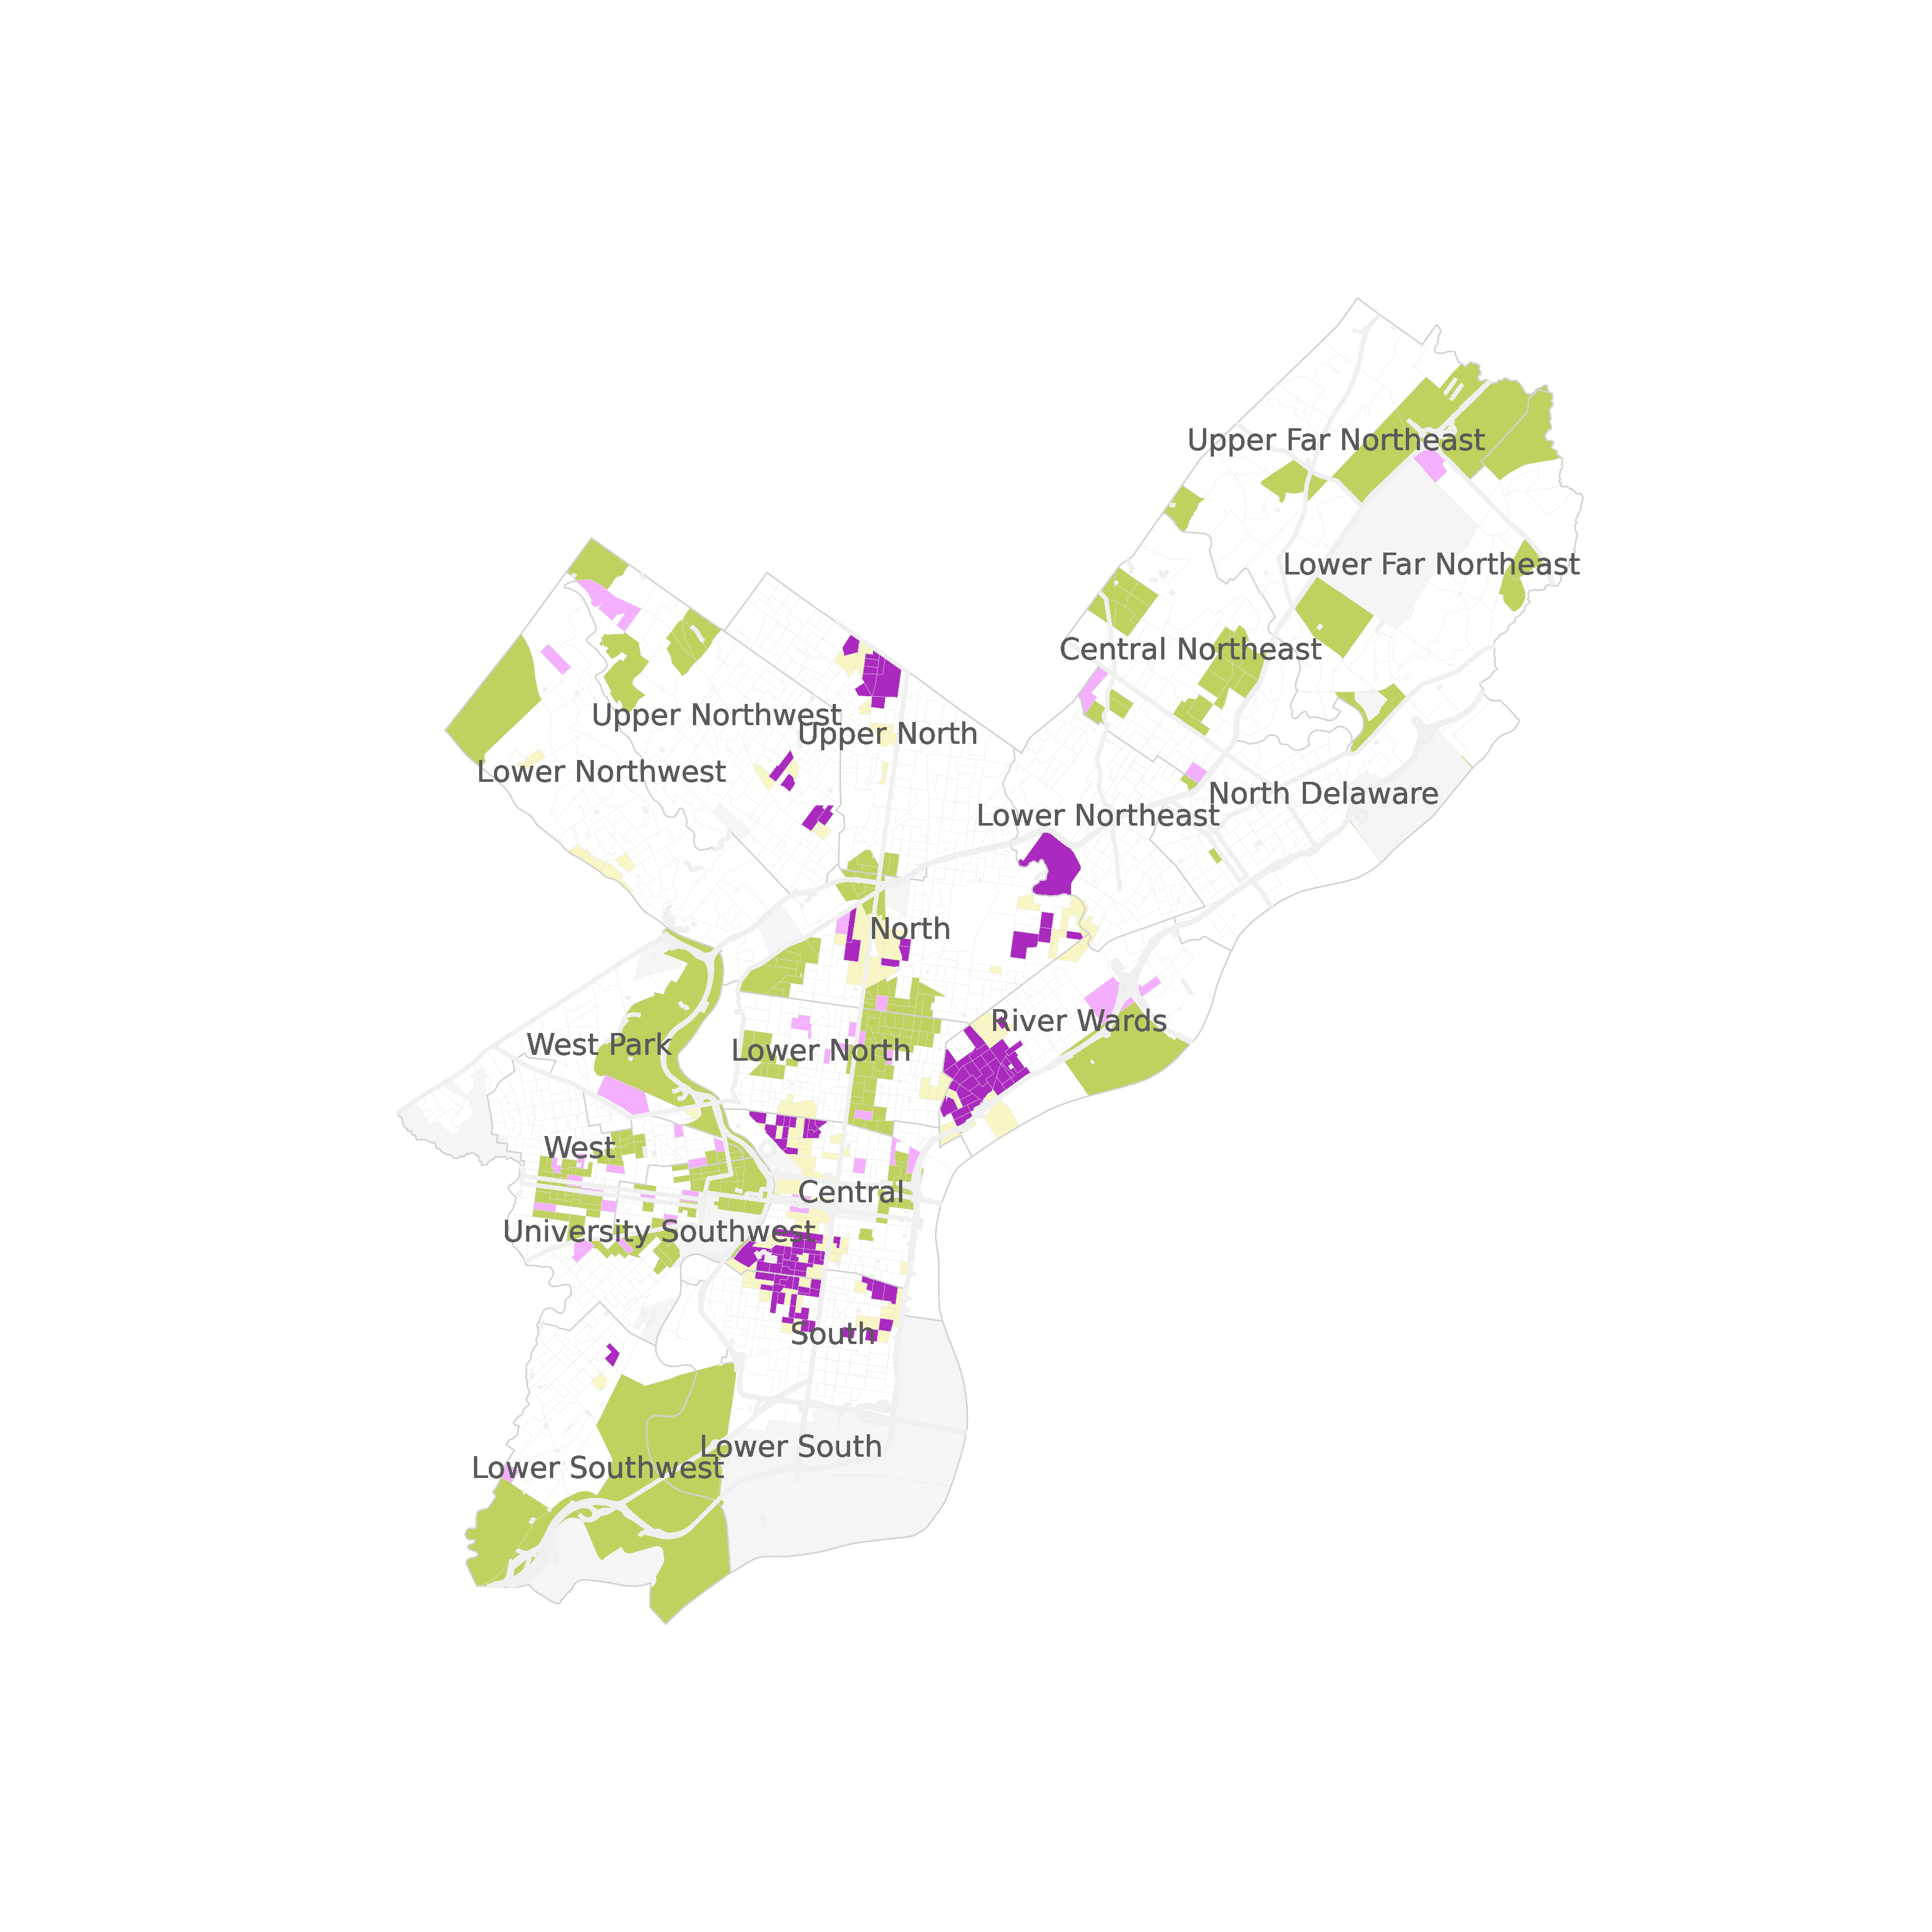 Upper Far Northeast
Lower Far Northeast
Central Northeast
Upper Northwest
Upper North
Lower Northwest
North Delaware
Lower Northeast
North
River Wards
West Park
Lower North
West
Central
University Southwest
South
Lower South
Lower Southwest